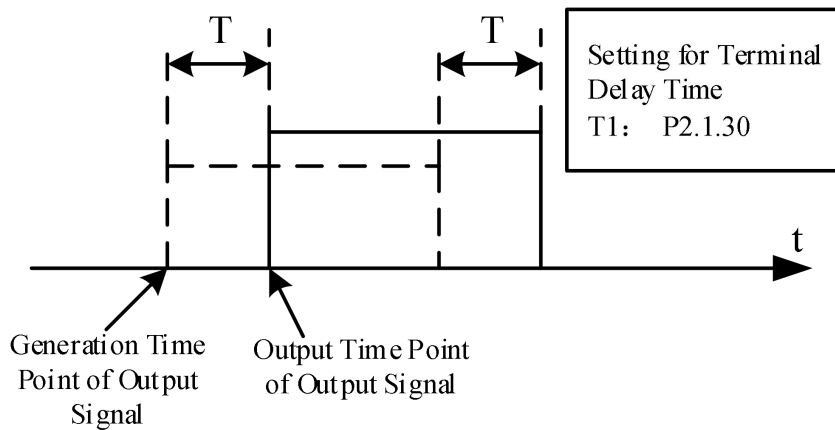 T
T
Setting for Terminal
Delay Time
T1： P2.1.30
t
Generation Time
Point of Output
Signal
Output Time Point
of Output Signal